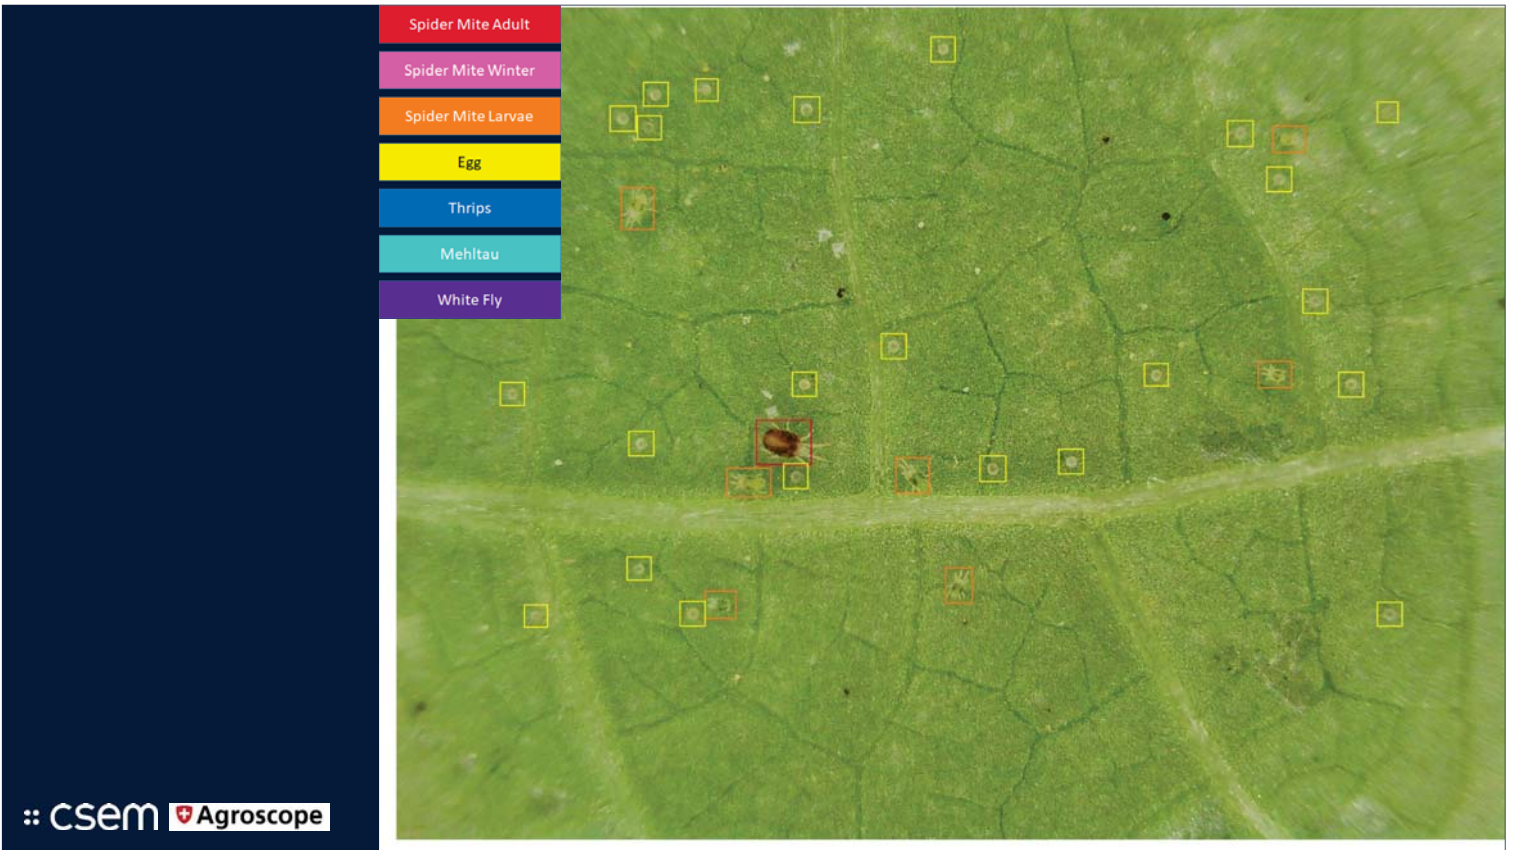 Spider Mite Adult
Spider Mite Winter
Spider Mite Larvae
Egg
Thrips
Mehltau
White Fly
:: csem
Agroscope